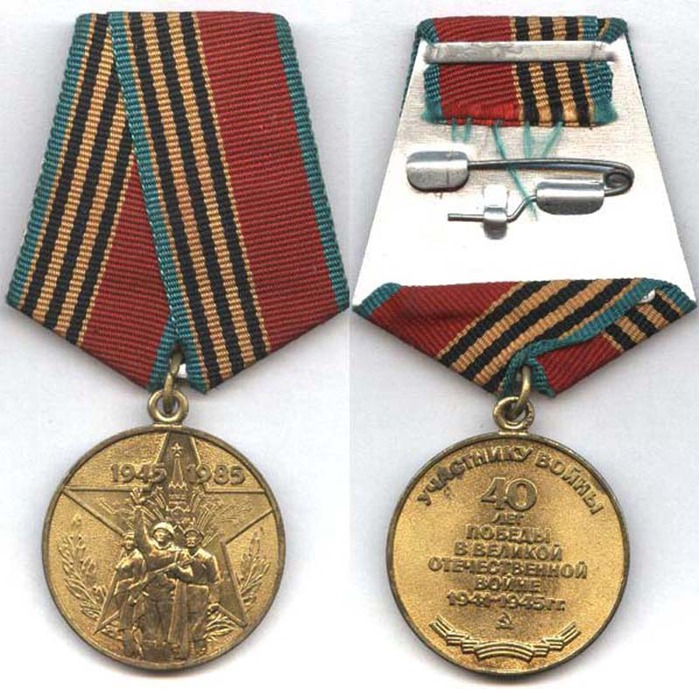 1945 1985
УЧАСТНИКУ ВОЙНЫ
40
ЛЕТ
ПОБЕДЫ
В ВЕЛИКОЙ
ОТЕЧЕСТВЕННОЙ
ВОЙНЕ
1941-1945 ГГ.